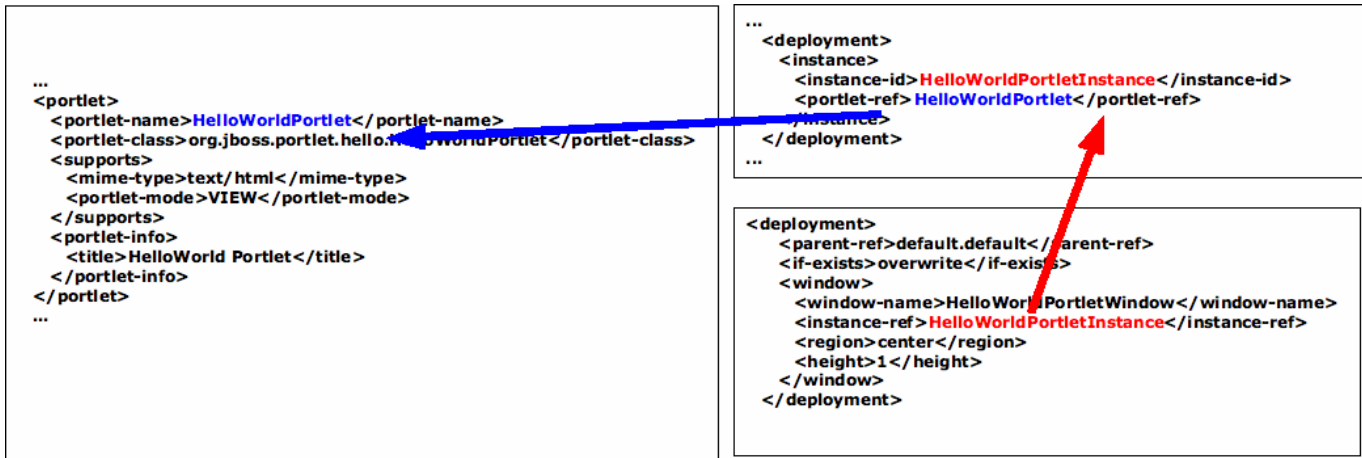 ...
<portlet>
<portlet-name>HelloWorldPortlet</portlet-name>
<portlet-class>org.jboss.portlet.hello.HelloWorldPortlet</portlet-class>
<supports>
<mime-type>text/html</mime-type>
<portlet-mode>VIEW</portlet-mode>
</supports>
<portlet-info>
<title>HelloWorld Portlet</title>
</portlet-info>
</portlet>
...
...
<deployment>
<instance>
<instance-id>HelloWorldPortletInstance</instance-id>
<portlet-ref>HelloWorldPortlet</portlet-ref>
</instance>
</deployment>
...
<deployment>
<parent-ref>default.default</parent-ref>
<if-exists>overwrite</if-exists>
<window>
<window-name>HelloWorldPortletWindow</window-name>
<instance-ref>HelloWorldPortletInstance</instance-ref>
<region>center</region>
<height>1</height>
</window>
</deployment>